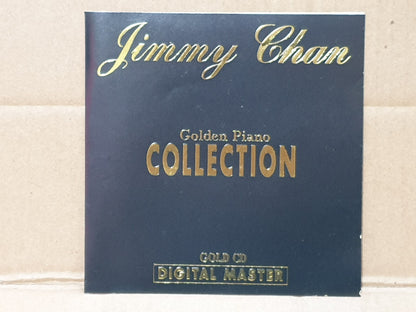 Jimmy Chan
Golden Piano
COLLECTION
GOLD CD
DIGITAL MASTER